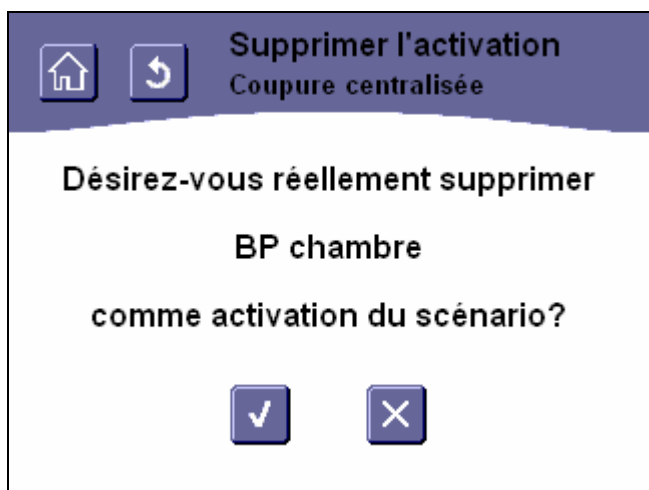 Supprimer l'activation
Coupure centralisée
Désirez-vous réellement supprimer
BP chambre
comme activation du scénario?